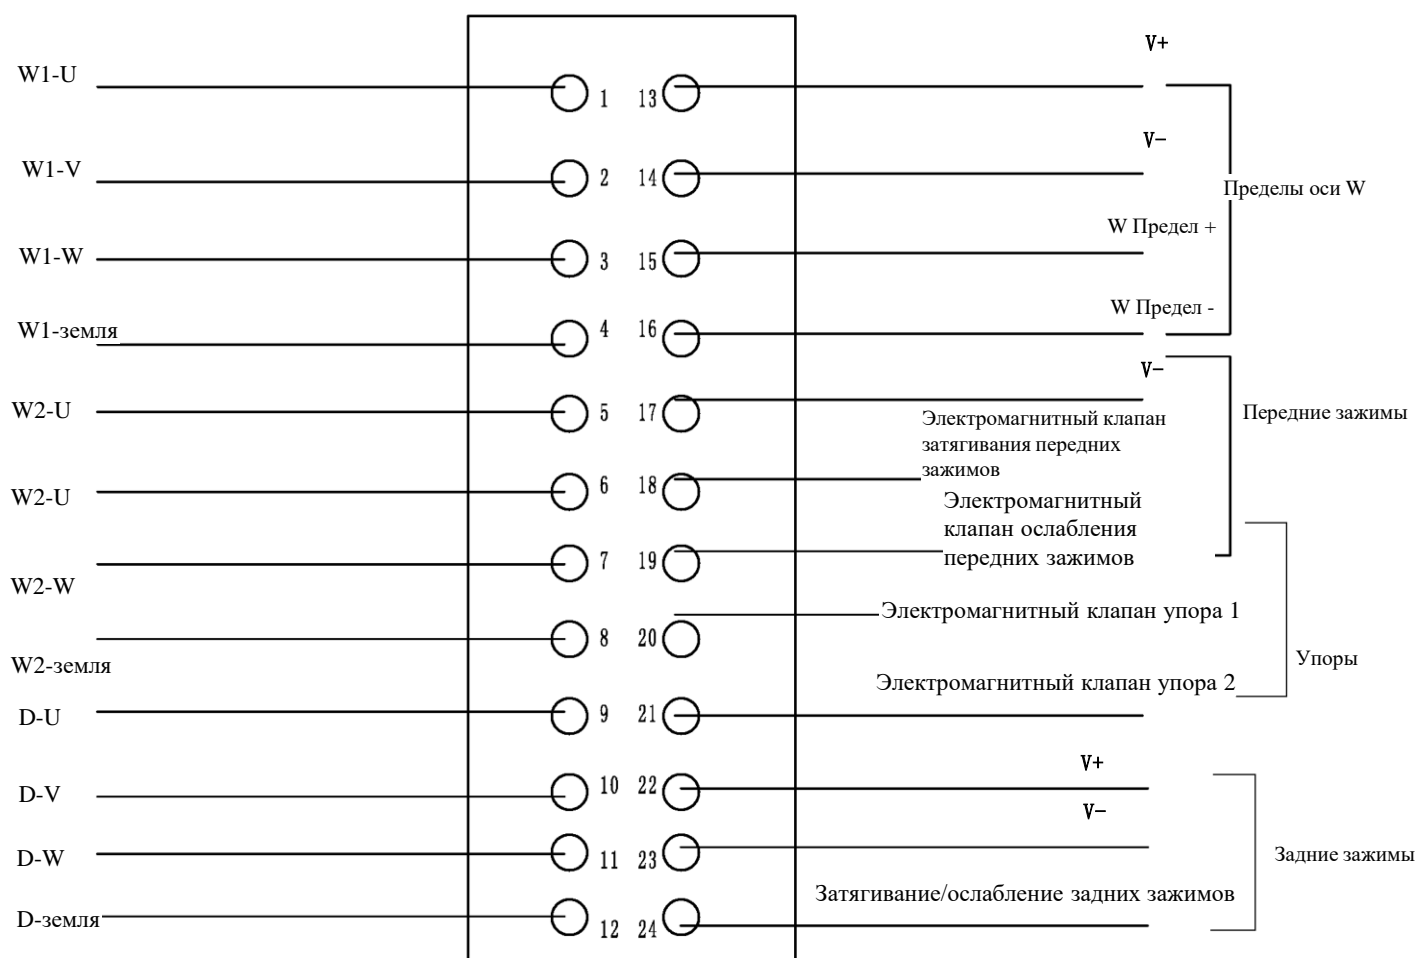 V+
W1-U
1 13
V-
W1-V
2 14
Пределы оси W
W Предел +
W1-W
3 15
W Предел -
W1-земля
4 16
V-
W2-U
5 17
Передние зажимы
Электромагнитный клапан
затягивания передних
зажимов
W2-U
6 18
Электромагнитный
клапан ослабления
передних зажимов
7 19
W2-W
Электромагнитный клапан упора 1
8 20
W2-земля
Упоры
Электромагнитный клапан упора 2
D-U
9 21
V+
D-V
10 22
V-
D-W
11 23
Задние зажимы
Затягивание/ослабление задних зажимов
D-земля
12 24